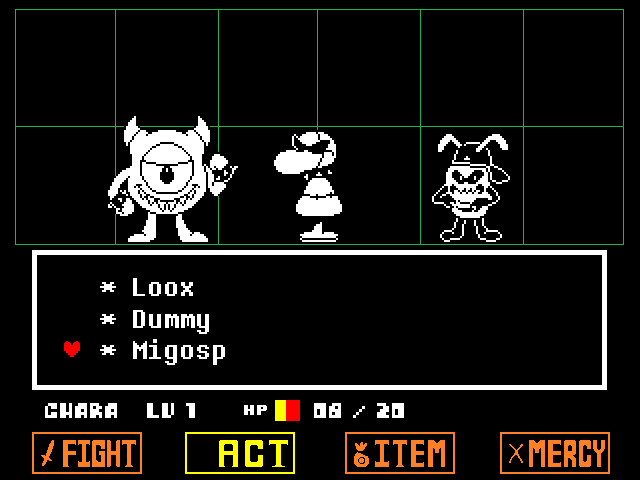 * Loox
* Dummy
* Migosp
CHARA LV 1 HP 08 / 20
FIGHT ACT ITEM MERCY